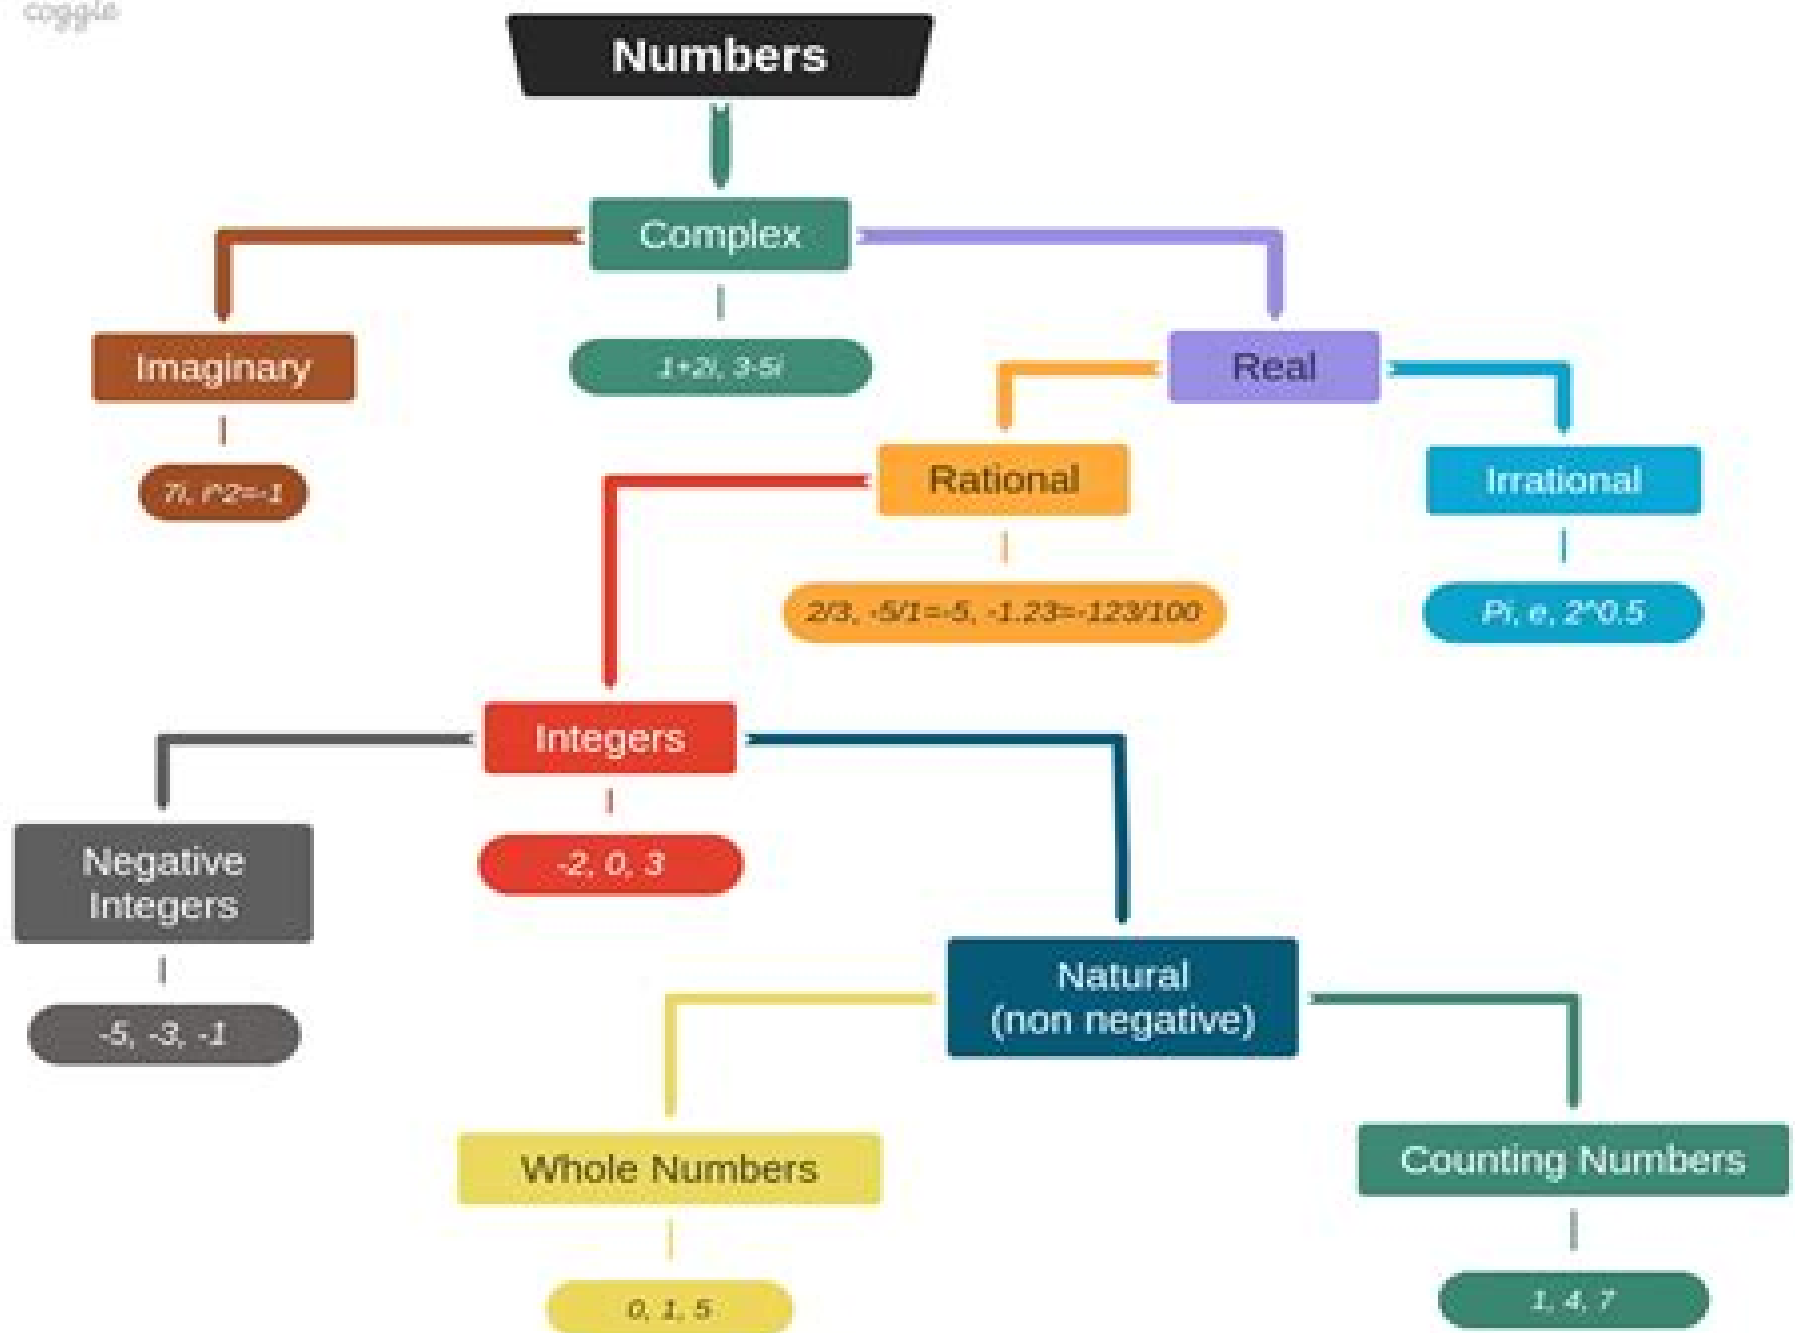 coggle
Numbers
Complex
Imaginary
1+2i, 3-5i
Real
7i, i^2=-1
Rational
Irrational
2/3, -5/1=-5, -1.23=-123/100
Pi, e, 2^0.5
Integers
Negative
Integers
-2, 0, 3
Natural
(non negative)
-5, -3, -1
Whole Numbers
Counting Numbers
0, 1, 5
1, 4, 7